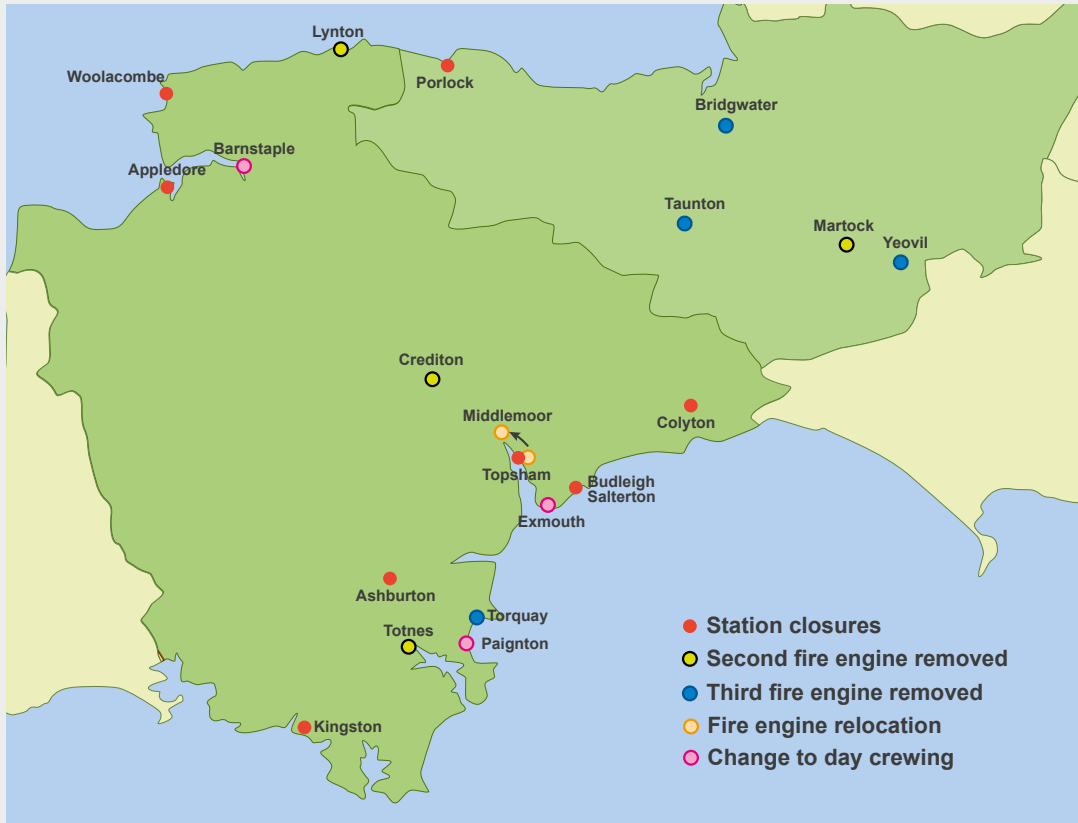 Lynton
Woolacombe
Porlock
Bridgwater
Barnstaple
Appledore
Taunton
Martock
Yeovil
Crediton
Middlemoor
Colyton
Topsham
Budleigh
Salterton
Exmouth
Ashburton
Torquay
Totnes
Paignton
Kingston
Station closures
Second fire engine removed
Third fire engine removed
Fire engine relocation
Change to day crewing